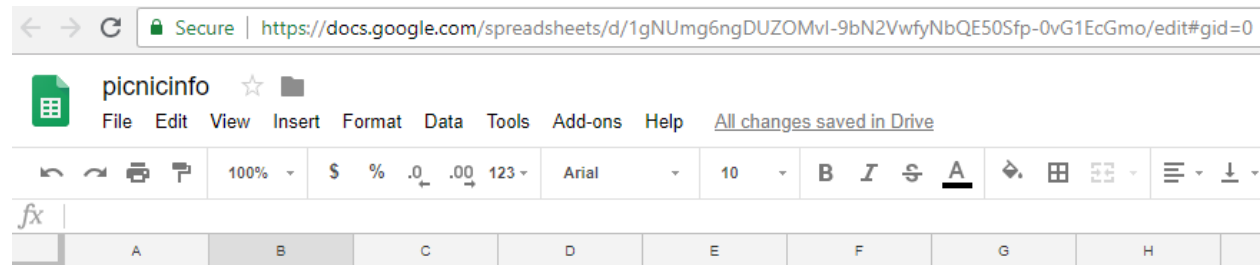 Secure https://docs.google.com/spreadsheets/d/1gNUmg6ngDUZOMvI-9bN2VwfyNbQE50Sfp-0vG1EcGmo/edit#gid=0
picnicinfo
File Edit View Insert Format Data Tools Add-ons Help All changes saved in Drive
100% $ % .0 .00 123 Arial 10 B I S A
fx
A B C D E F G H